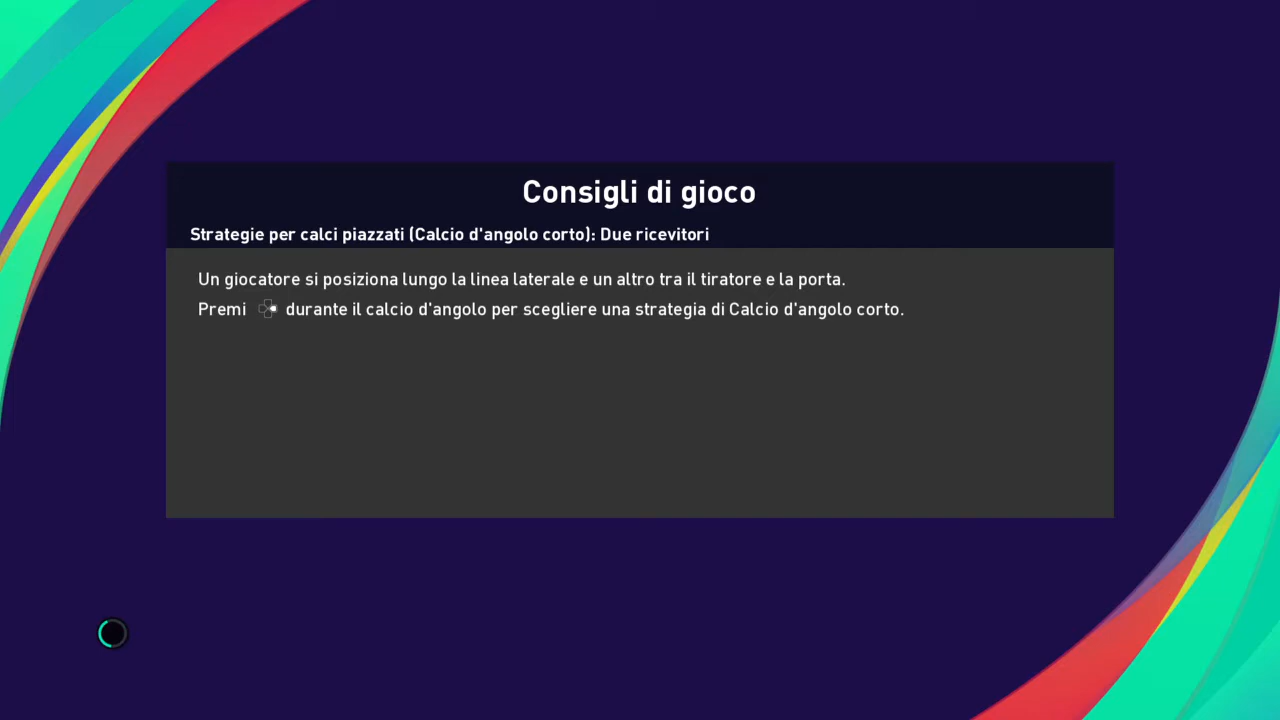 Consigli di gioco
Strategie per calci piazzati (Calcio d'angolo corto): Due ricevitori
Un giocatore si posiziona lungo la linea laterale e un altro tra il tiratore e la porta.
Premi durante il calcio d'angolo per scegliere una strategia di Calcio d'angolo corto.